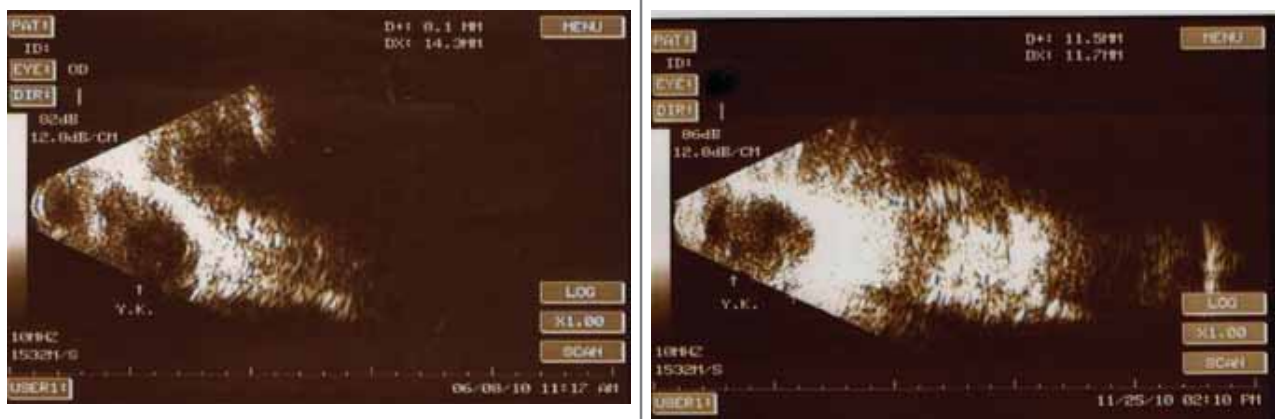 PAT:
ID:
EYE: OD
DIR: |
82dB
12.0dB/CM
D+: 8.1 MM
DX: 14.3MM
MENU
Y.K.
LOG
X1.00
SCAN
10MHZ
1532M/S
USER1:
06/08/10 11:17 AM
PAT:
ID:
EYE:
DIR: |
86dB
12.0dB/CM
D+: 11.5MM
DX: 11.7MM
MENU
Y.K.
LOG
X1.00
SCAN
10MHZ
1532M/S
USER1:
11/25/10 02:10 PM